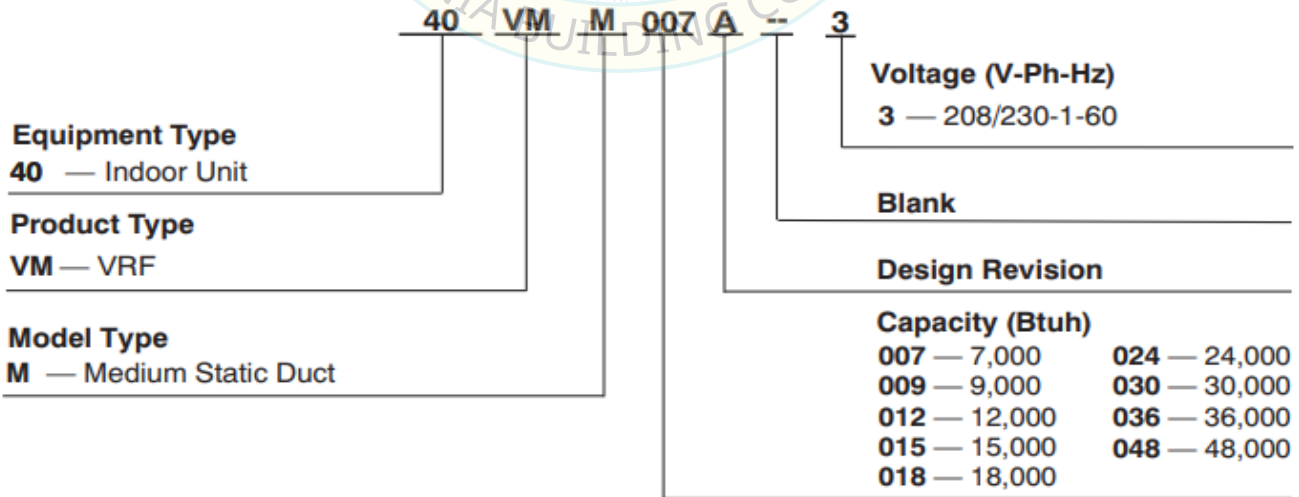 40 VM M 007 A -- 3
BUILDING CO
Voltage (V-Ph-Hz)
3 — 208/230-1-60
Equipment Type
40 — Indoor Unit
Blank
Product Type
VM — VRF
Design Revision
Model Type
M — Medium Static Duct
Capacity (Btuh)
007 — 7,000 024 — 24,000
009 — 9,000 030 — 30,000
012 — 12,000 036 — 36,000
015 — 15,000 048 — 48,000
018 — 18,000